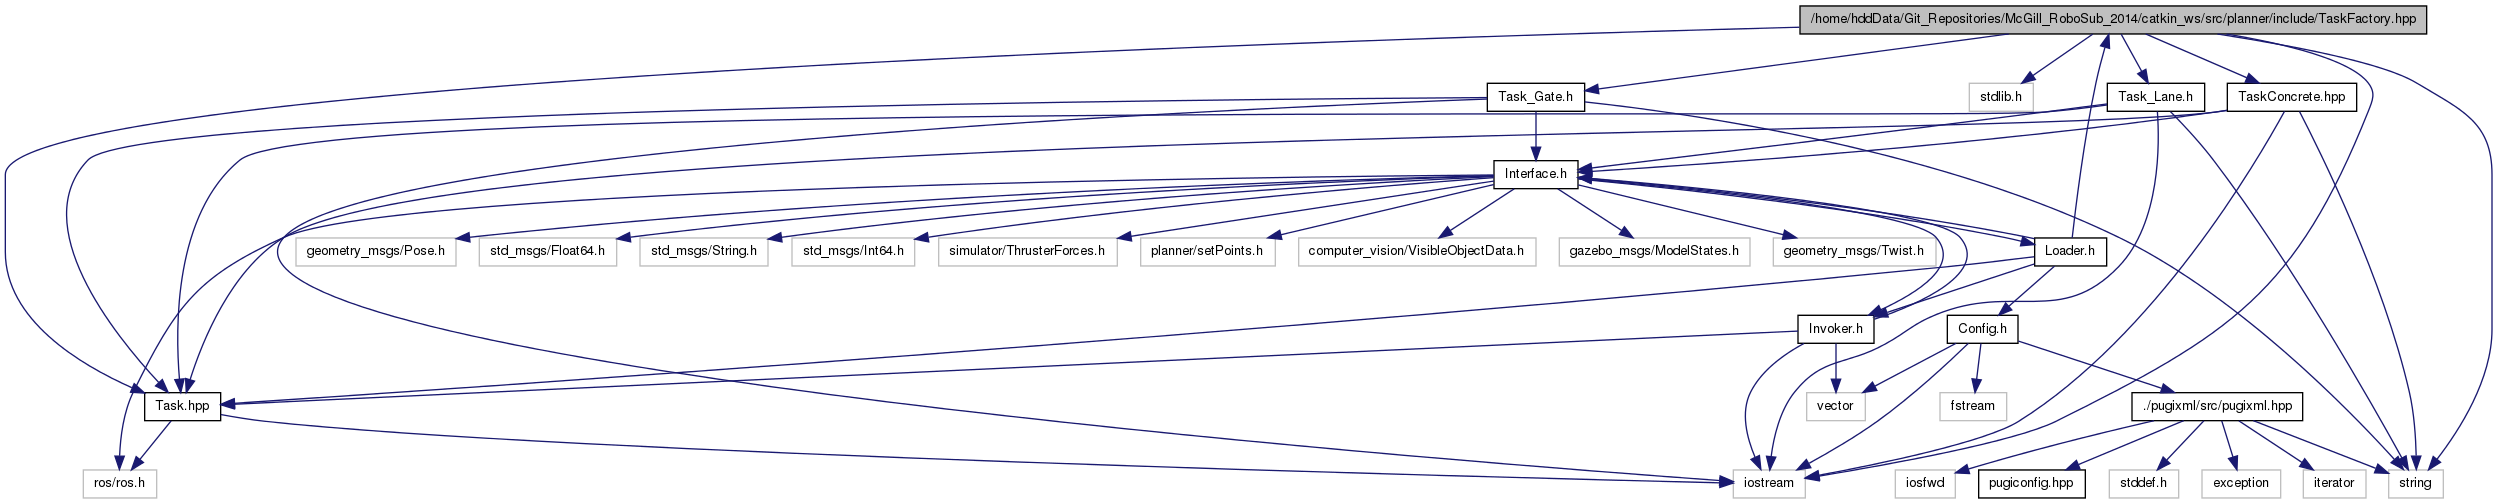 /home/hddData/Git_Repositories/McGill_RoboSub_2014/catkin_ws/src/planner/include/TaskFactory.hpp
Task_Gate.h
stdlib.h
Task_Lane.h
TaskConcrete.hpp
Interface.h
geometry_msgs/Pose.h
std_msgs/Float64.h
std_msgs/String.h
std_msgs/Int64.h
simulator/ThrusterForces.h
planner/setPoints.h
computer_vision/VisibleObjectData.h
gazebo_msgs/ModelStates.h
geometry_msgs/Twist.h
Loader.h
Invoker.h
Config.h
Task.hpp
vector
fstream
./pugixml/src/pugixml.hpp
ros/ros.h
iostream
iosfwd
pugiconfig.hpp
stddef.h
exception
iterator
string